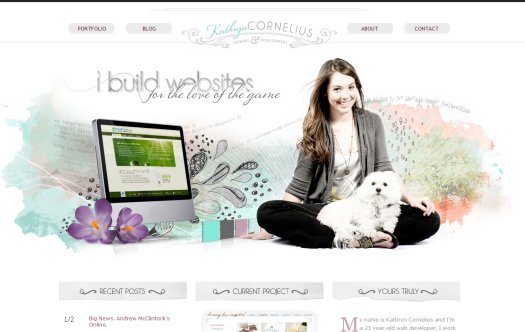 PORTFOLIO
BLOG
Kathryn CORNELIUS
DESIGN & DEVELOPMENT
ABOUT
CONTACT
i build websites
for the love of the game
RECENT POSTS
CURRENT PROJECT
YOURS TRULY
1/2
Big News, Andrew McClintock's
Online.
My name is Kathryn Cornelius and I'm
a 25 year-old web developer. I work